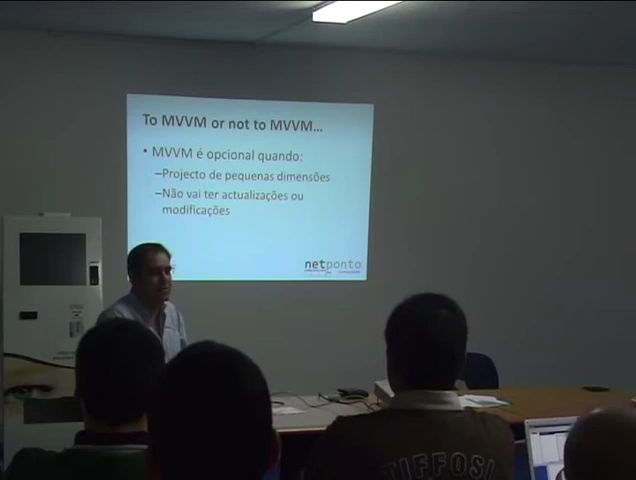 To MVVM or not to MVVM...
• MVVM é opcional quando:
–Projecto de pequenas dimensões
–Não vai ter actualizações ou
modificações
netponto
TIFFOSI